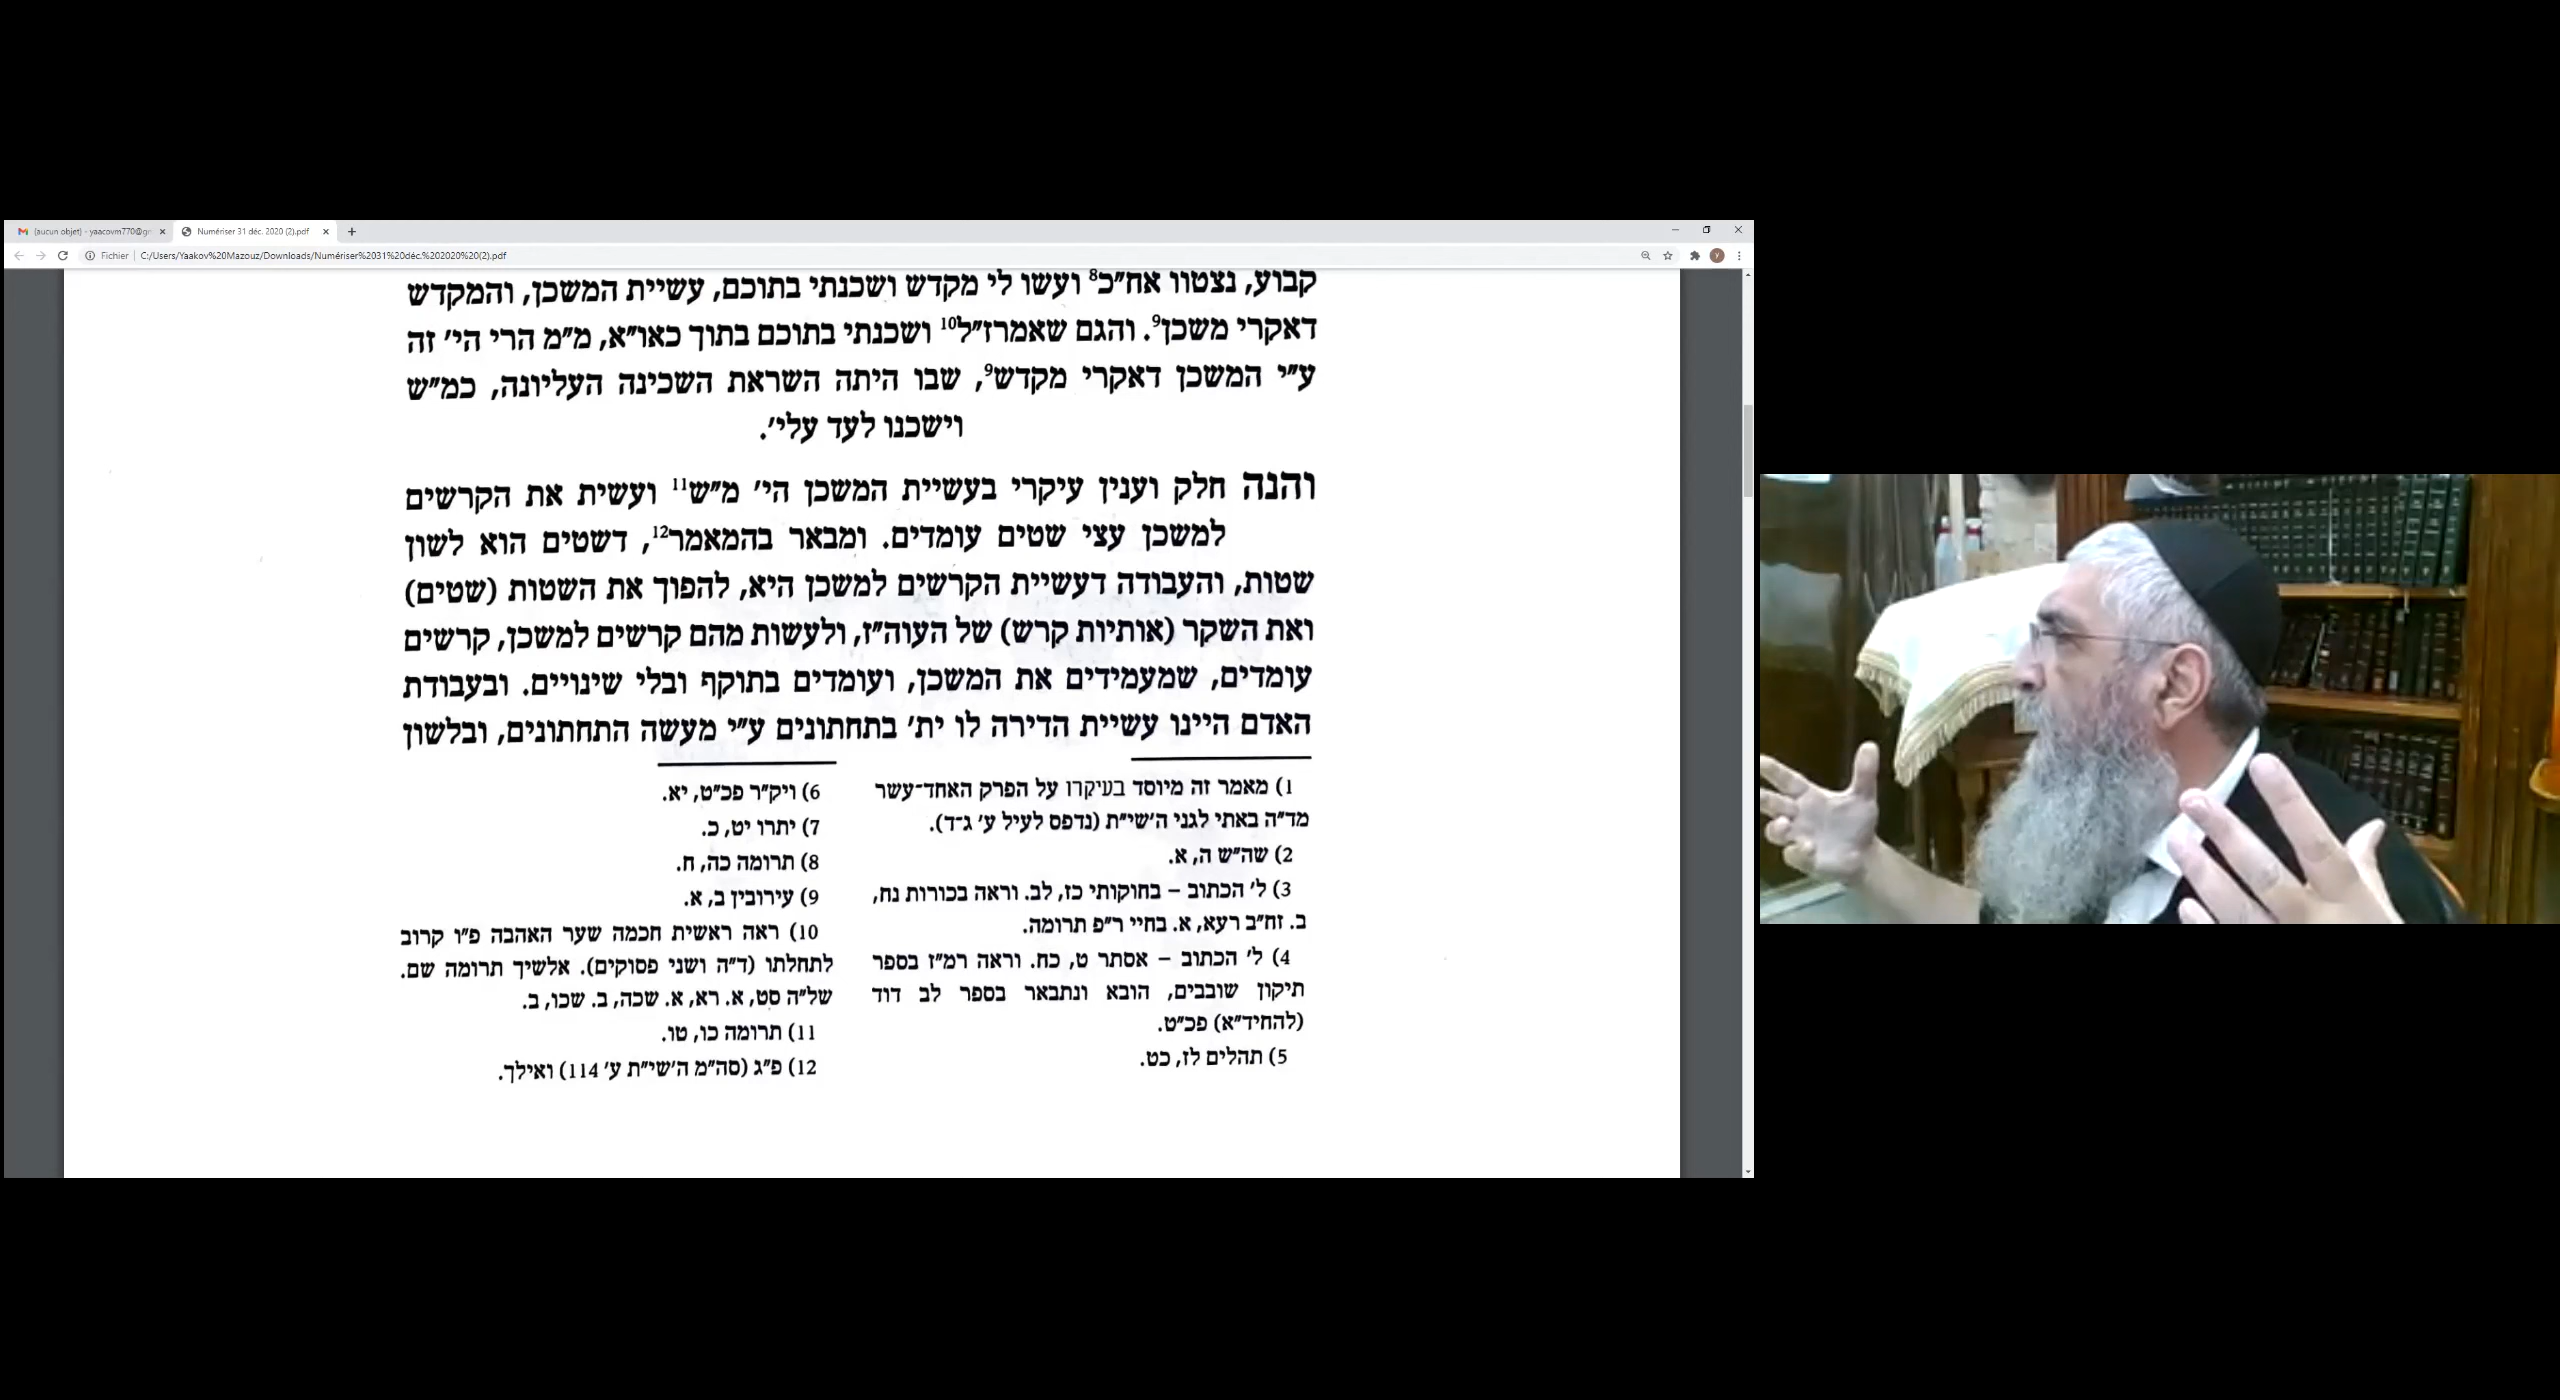 (aucun objet) - yaacovm770@gm
Numériser 31 déc. 2020 (2).pdf
Fichier
C:/Users/Yaakov%20Mazouz/Downloads/Numériser%2031%20déc.%202020%20(2).pdf
קבוע, נצטוו אח״כ8 ועשו לי מקדש ושכנתי בתוכם, עשיית המשכן, והמקדש
דאקרי משכן9. והגם שאמרז״ל10 ושכנתי בתוכם בתוך כאו״א, מ״מ הרי הי׳ זה
ע״י המשכן דאקרי מקדש9, שבו היתה השראת השכינה העליונה, כמ״ש
וישכנו לעד עלי׳.
והנה חלק וענין עיקרי בעשיית המשכן הי׳ מ״ש11 ועשית את הקרשים
למשכן עצי שטים עומדים. ומבאר בהמאמר12, דשטים הוא לשון
שטות, והעבודה דעשיית הקרשים למשכן היא, להפוך את השטות (שטים)
ואת השקר (אותיות קרש) של העוה״ז, ולעשות מהם קרשים למשכן, קרשים
עומדים, שמעמידים את המשכן, ועומדים בתוקף ובלי שינויים. ובעבודת
האדם היינו עשיית הדירה לו ית׳ בתחתונים ע״י מעשה התחתונים, ובלשון
1) מאמר זה מיוסד בעיקרו על הפרק האחד־עשר
מד״ה באתי לגני ה׳שי״ת (נדפס לעיל ע׳ ג־ד).
2) שה״ש ה, א.
3) ל׳ הכתוב – בחוקותי כז, לב. וראה בכורות נח,
ב. זח״ב רעא, א. בחיי ר״פ תרומה.
4) ל׳ הכתוב – אסתר ט, כח. וראה רמ״ז בספר
תיקון שובבים, הובא ונתבאר בספר לב דוד
(להחיד״א) פכ״ט.
5) תהלים לז, כט.
6) ויק״ר פכ״ט, יא.
7) יתרו יט, כ.
8) תרומה כה, ח.
9) עירובין ב, א.
10) ראה ראשית חכמה שער האהבה פ״ו קרוב
לתחלתו (ד״ה ושני פסוקים). אלשיך תרומה שם.
של״ה סט, א. רא, א. שכה, ב. שכו, ב.
11) תרומה כו, טו.
12) פ״ג (סה״מ ה׳שי״ת ע׳ 114) ואילך.